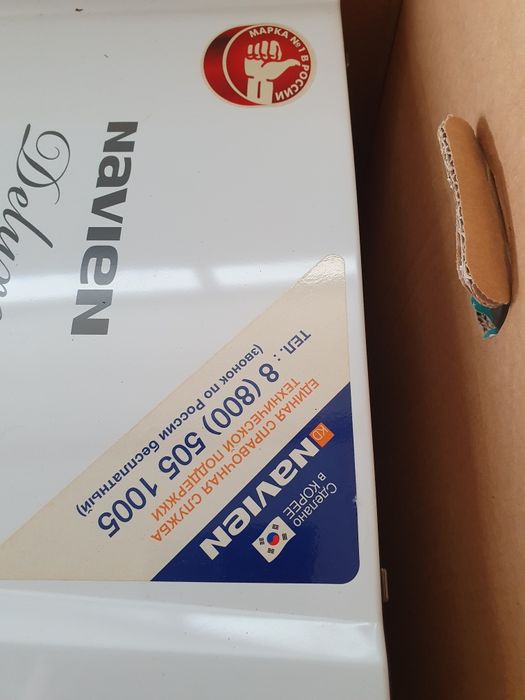 МАРКА №1 В РОССИИ
NAVIEN
ТЕЛ.: 8 (800) 505 1005
(звонок по России бесплатный)
ЕДИНАЯ СПРАВОЧНАЯ СЛУЖБА
ТЕХНИЧЕСКОЙ ПОДДЕРЖКИ
KD NAVIEN
Сделано
в КОРЕЕ